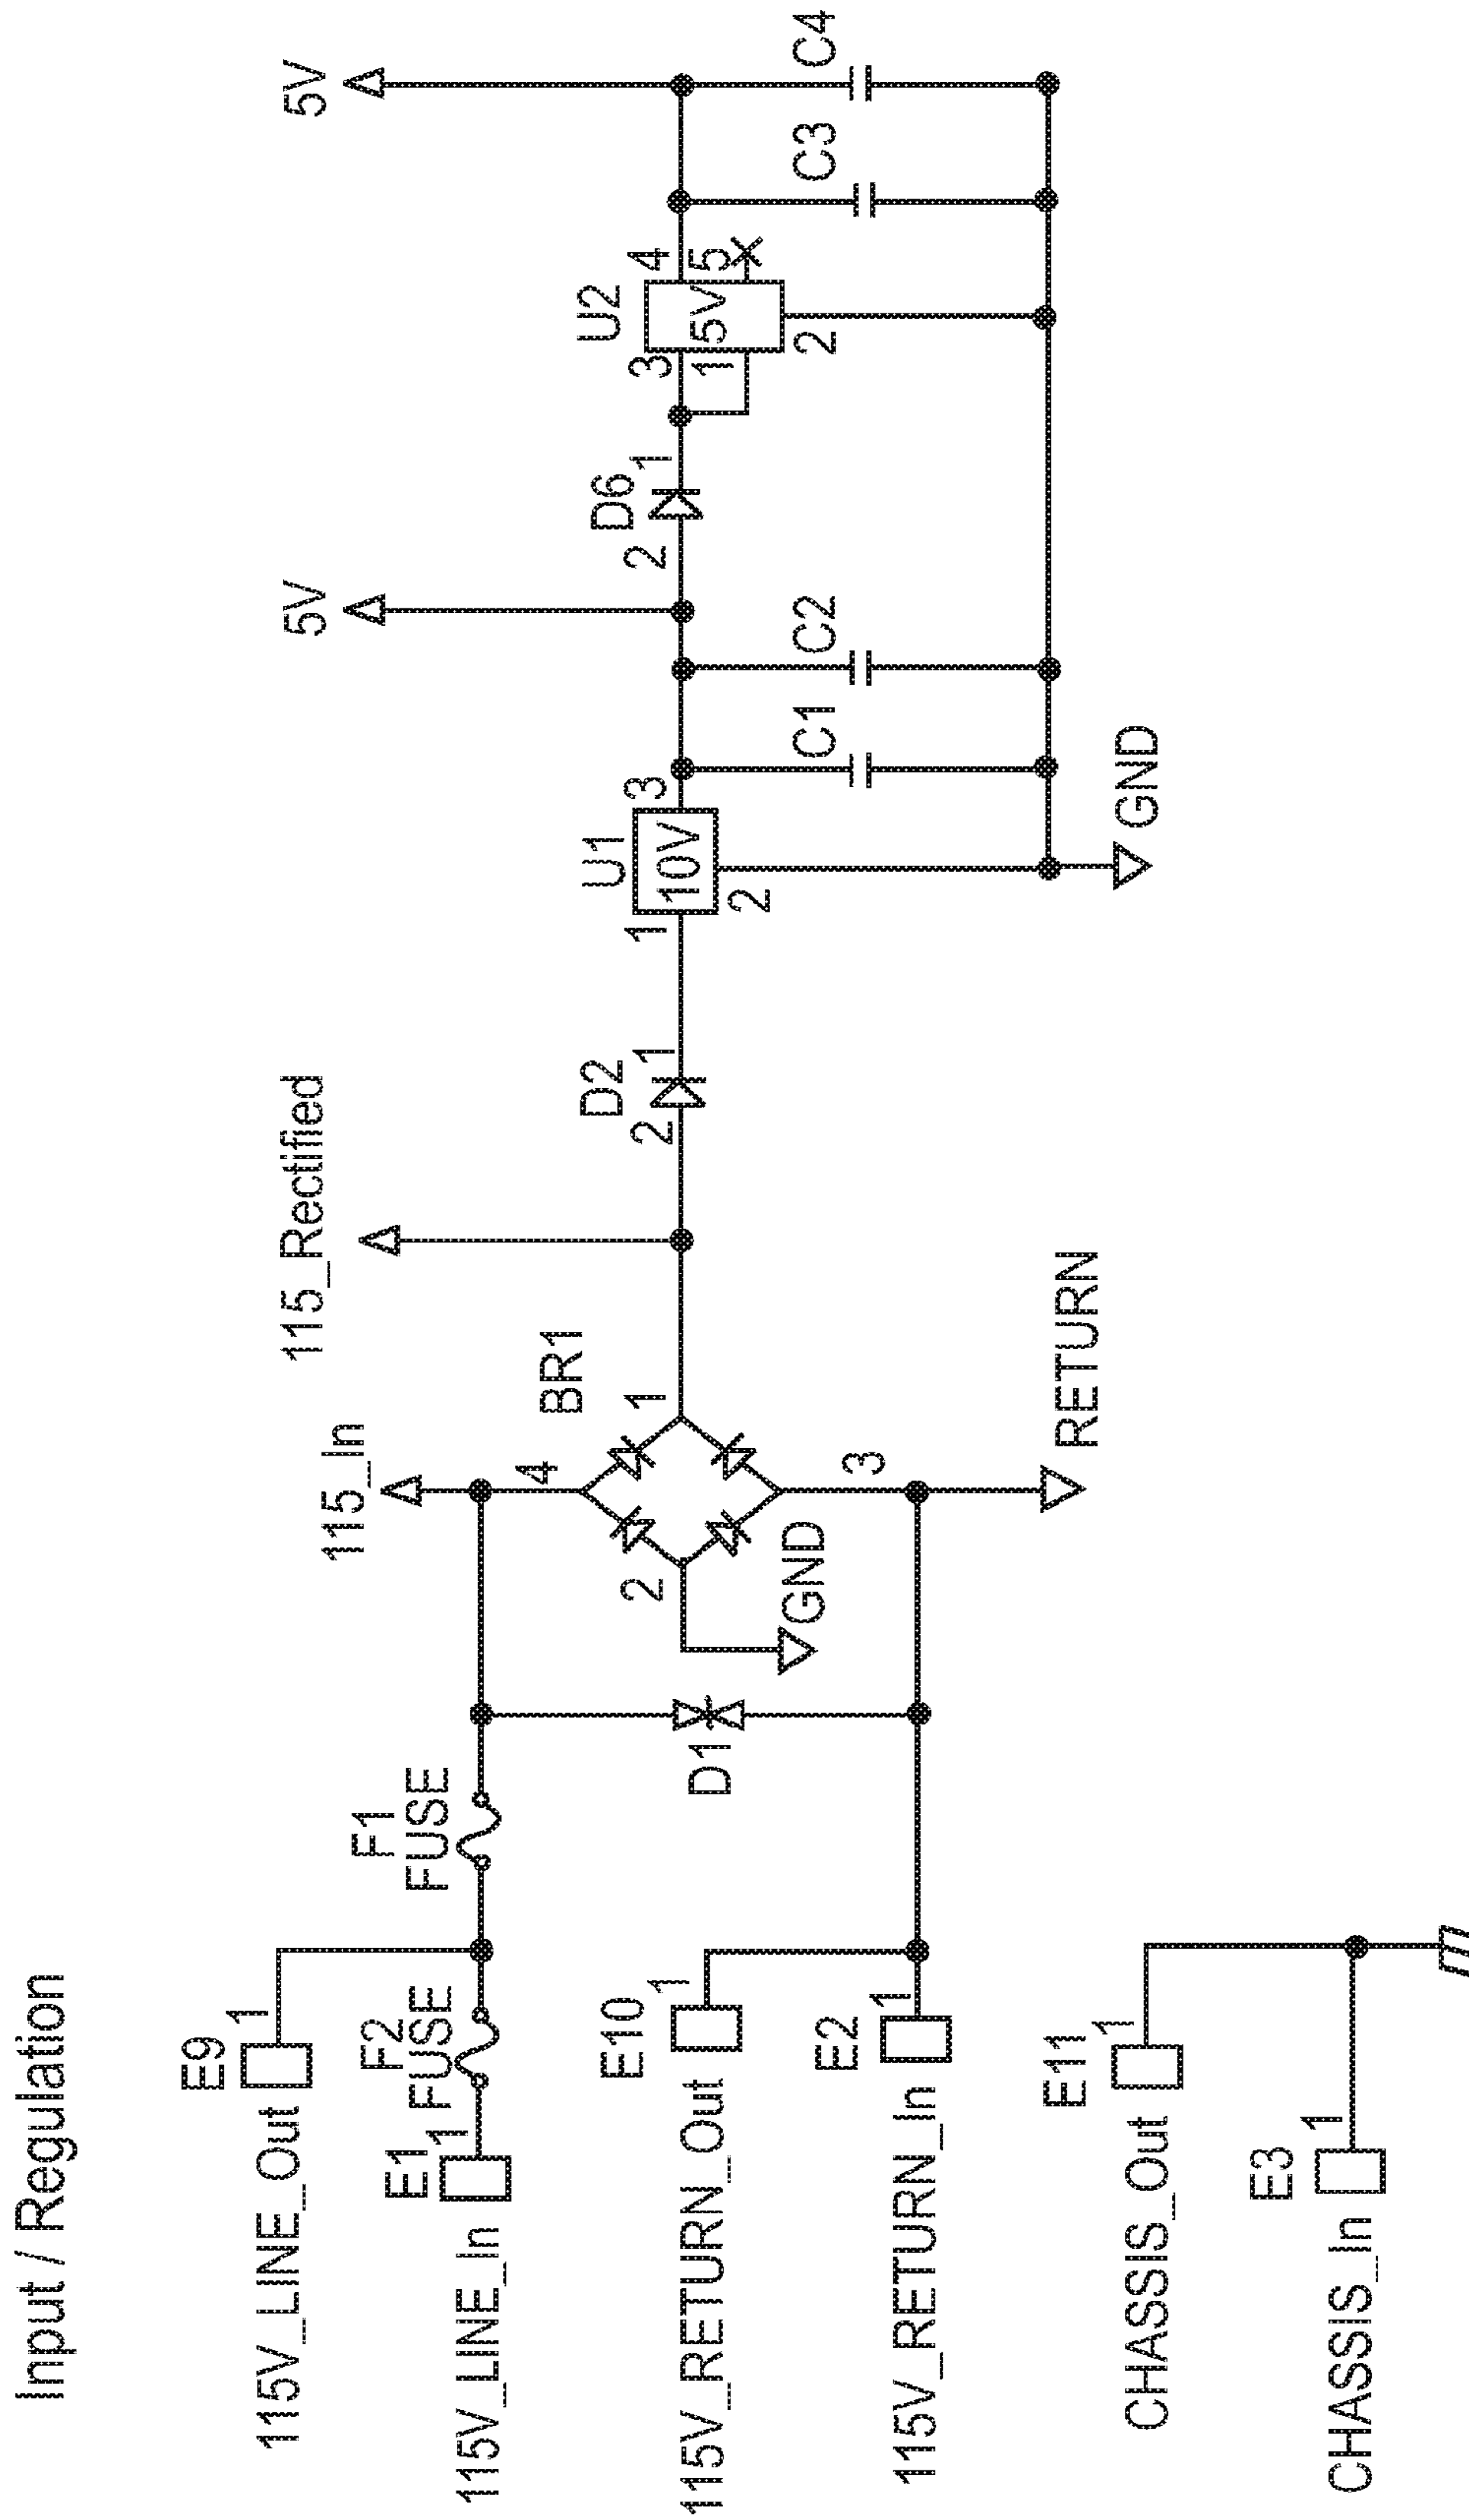 Input / Regulation
E9
1
115V_LINE_Out
F2
FUSE
F1
FUSE
E1
1
115V_LINE_In
115_In
115_Rectified
5V
5V
BR1
4
1
2
3
GND
D1
D2
2
1
U1
10V
1
3
2
C1
C2
D6
2
1
U2
5V
3
1
4
5
2
C3
C4
E10
1
115V_RETURN_Out
E2
1
115V_RETURN_In
RETURN
GND
E11
1
CHASSIS_Out
E3
1
CHASSIS_In